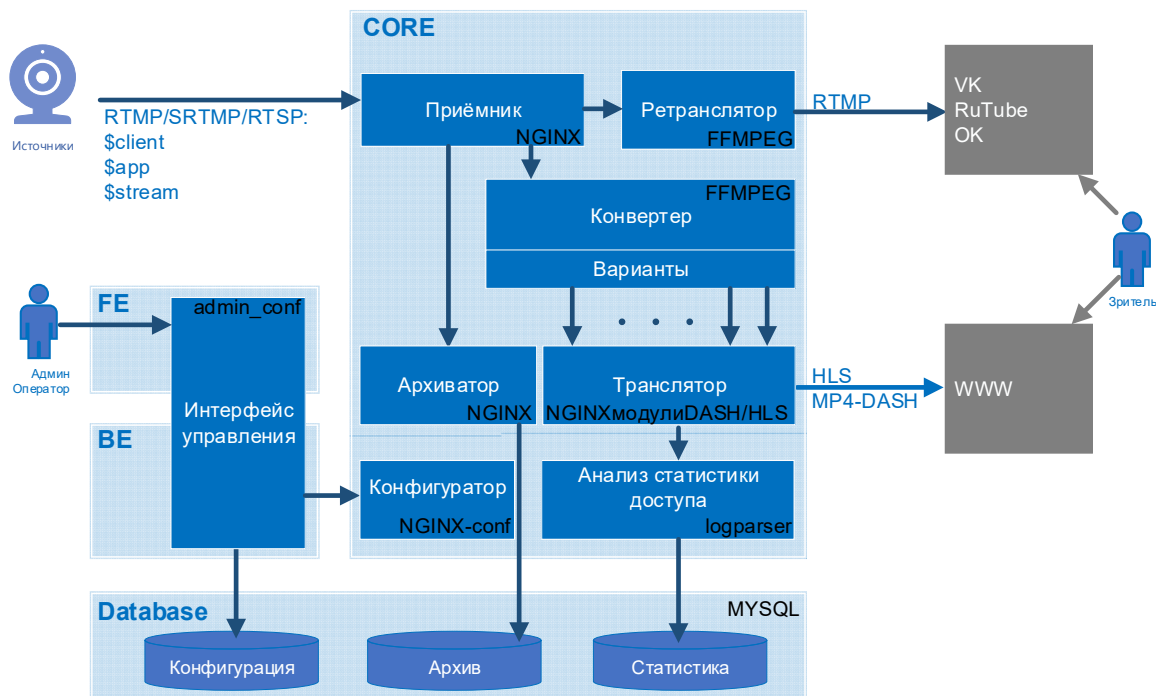 CORE
Источники
RTMP/SRTMP/RTSP:
$client
$app
$stream
Приёмник
NGINX
Ретранслятор
FFMPEG
RTMP
VK
RuTube
OK
FFMPEG
Конвертер
Варианты
. . .
Зритель
FE
admin_conf
Админ
Оператор
Интерфейс
управления
BE
Архиватор
NGINX
Транслятор
NGINXмодулиDASH/HLS
HLS
MP4-DASH
WWW
Конфигуратор
NGINX-conf
Анализ статистики
доступа
logparser
Database
MYSQL
Конфигурация
Архив
Статистика